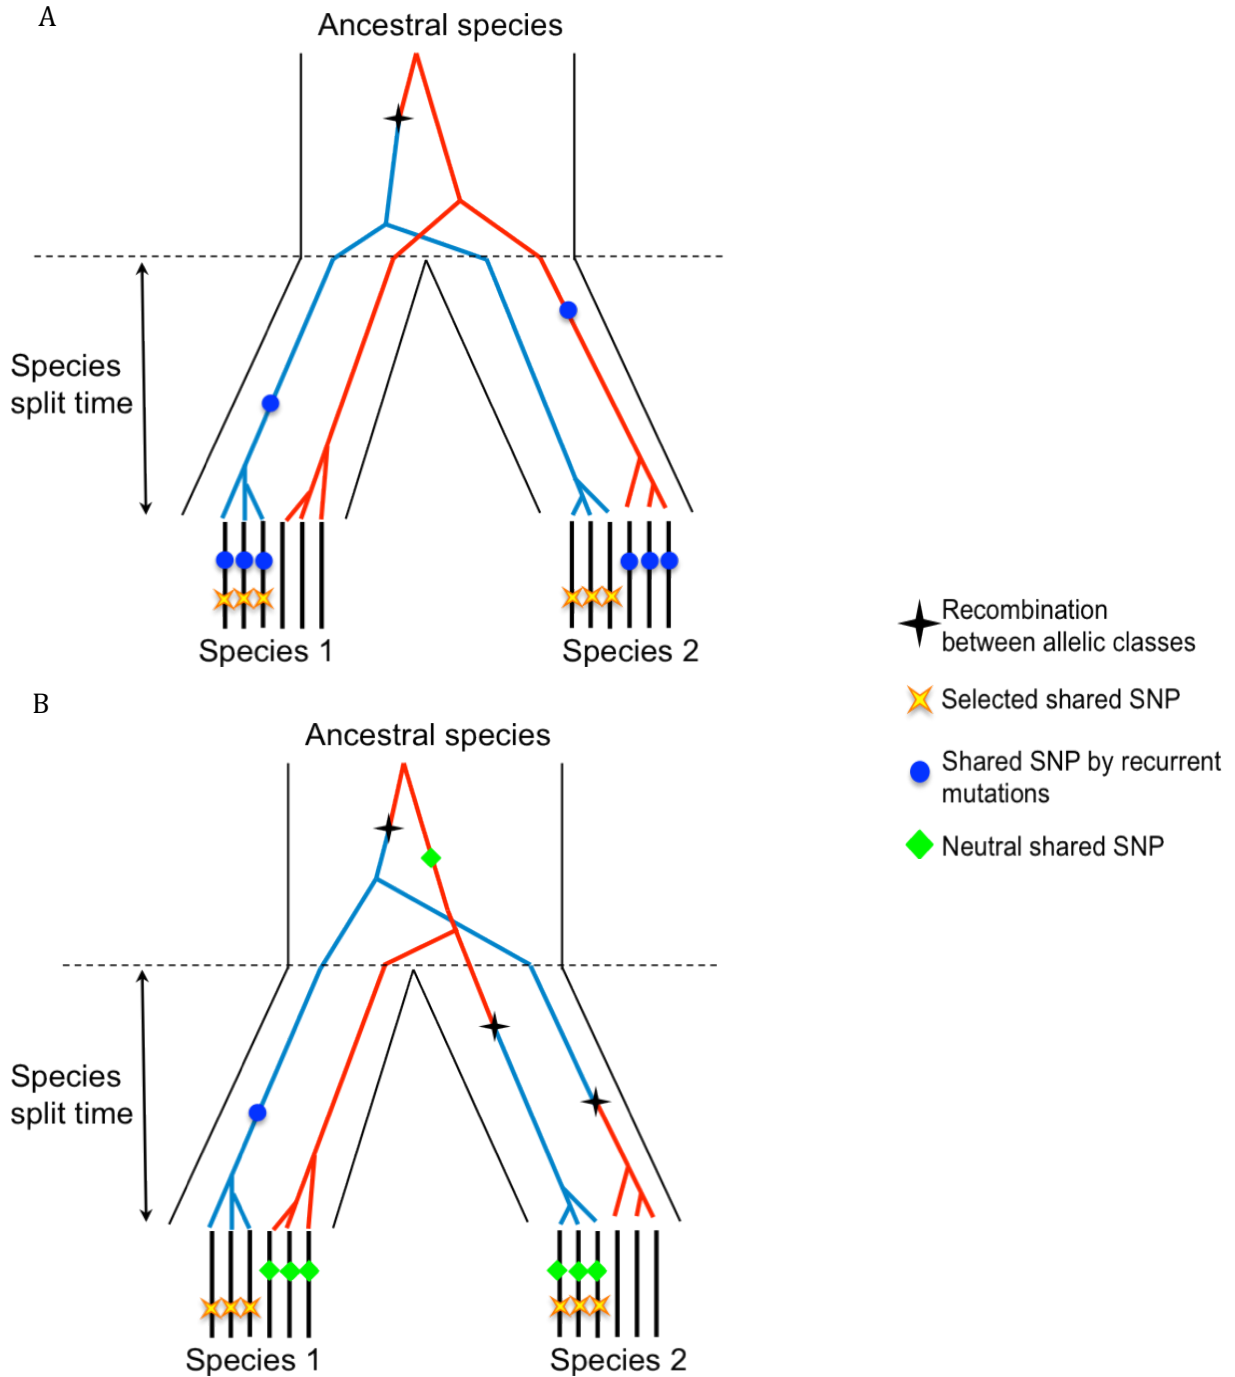 A
Ancestral species
Species
split time
Species 1
Species 2
Recombination
between allelic classes
Selected shared SNP
Shared SNP by recurrent
mutations
Neutral shared SNP
B
Ancestral species
Species
split time
Species 1
Species 2